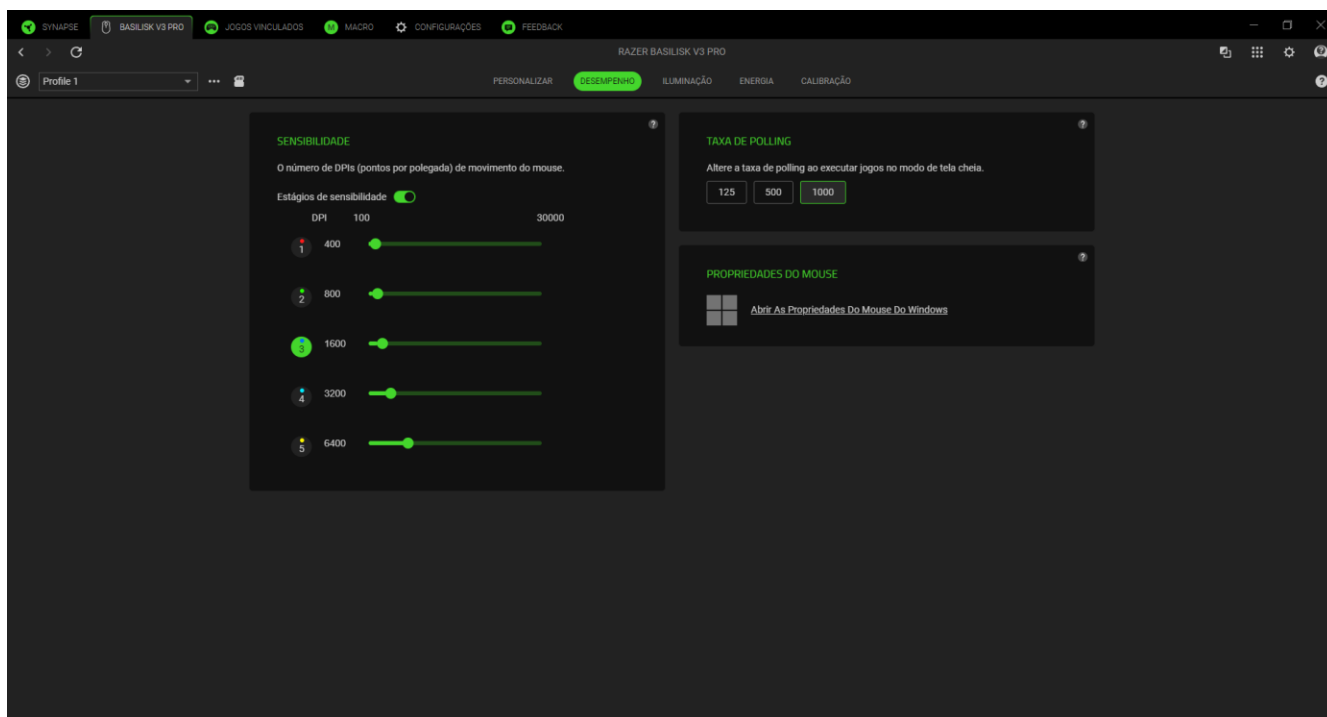 SYNAPSE BASILISK V3 PRO JOGOS VINCULADOS M MACRO CONFIGURAÇÕES FEEDBACK
RAZER BASILISK V3 PRO
Profile 1 PERSONALIZAR DESEMPENHO ILUMINAÇÃO ENERGIA CALIBRAÇÃO ?
?
SENSIBILIDADE
O número de DPIs (pontos por polegada) de movimento do mouse.
Estágios de sensibilidade
DPI 100 30000
1 400
2 800
3 1600
4 3200
5 6400
?
TAXA DE POLLING
Altere a taxa de polling ao executar jogos no modo de tela cheia.
125 500 1000
?
PROPRIEDADES DO MOUSE
Abrir As Propriedades Do Mouse Do Windows